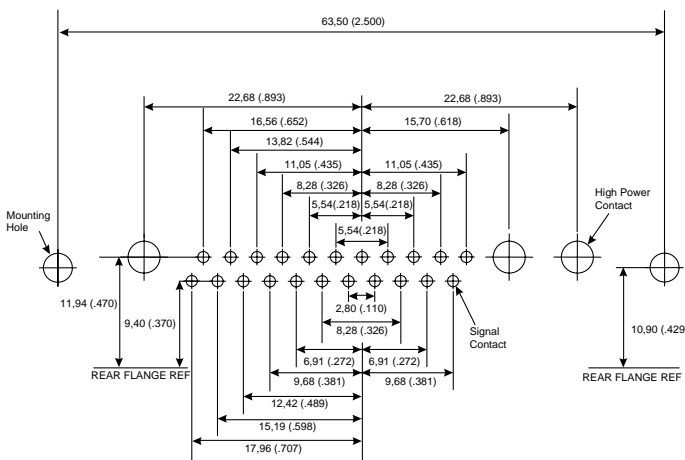 63,50 (2.500)
22,68 (.893) 22,68 (.893)
16,56 (.652) 15,70 (.618)
13,82 (.544)
11,05 (.435) 11,05 (.435)
8,28 (.326) 8,28 (.326)
5,54(.218) 5,54(.218)
5,54(.218)
High Power
Contact
Mounting
Hole
11,94 (.470)
9,40 (.370)
2,80 (.110)
8,28 (.326)
Signal
Contact
10,90 (.429
6,91 (.272) 6,91 (.272)
REAR FLANGE REF REAR FLANGE REF
9,68 (.381) 9,68 (.381)
12,42 (.489)
15,19 (.598)
17,96 (.707)